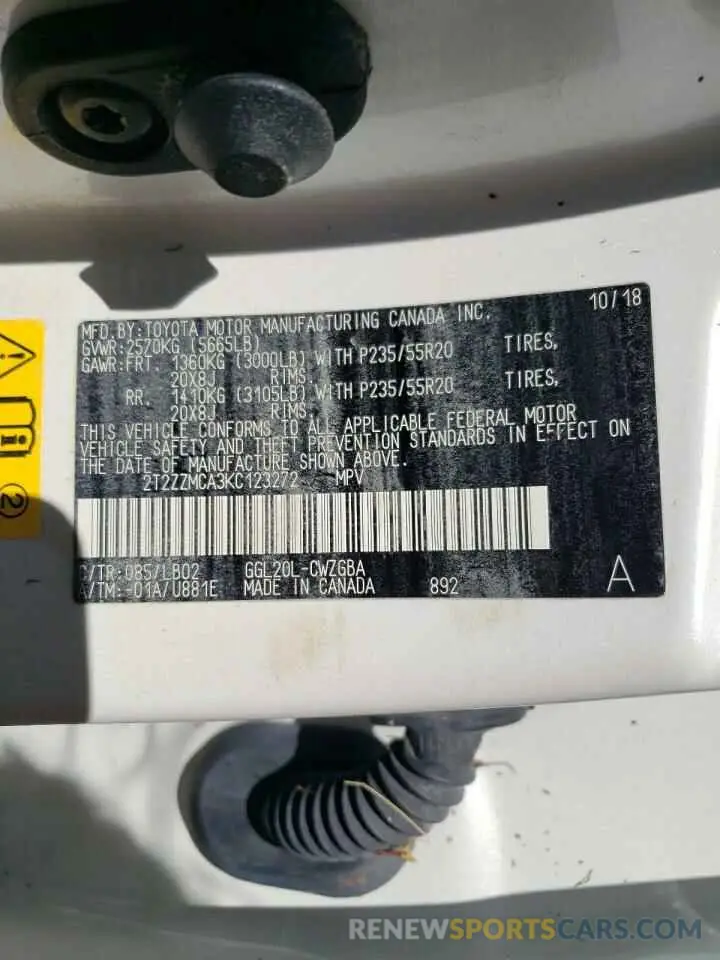 10/18
MFD.BY:TOYOTA MOTOR MANUFACTURING CANADA INC.
GVWR:2570KG (5665LB)
GAWR:FRT. 1360KG (3000LB) WITH P235/55R20 TIRES,
20X8J RIMS.
RR. 1410KG (3105LB) WITH P235/55R20 TIRES,
20X8J RIMS.
THIS VEHICLE CONFORMS TO ALL APPLICABLE FEDERAL MOTOR
VEHICLE SAFETY AND THEFT PREVENTION STANDARDS IN EFFECT ON
THE DATE OF MANUFACTURE SHOWN ABOVE.
2T2ZZMCA3KC123272 MPV
C/TR:085/LB02 GGL20L-CWZGBA
A/TM:-01A/U881E MADE IN CANADA 892 A
2
RENEWSPORTSCARS.COM